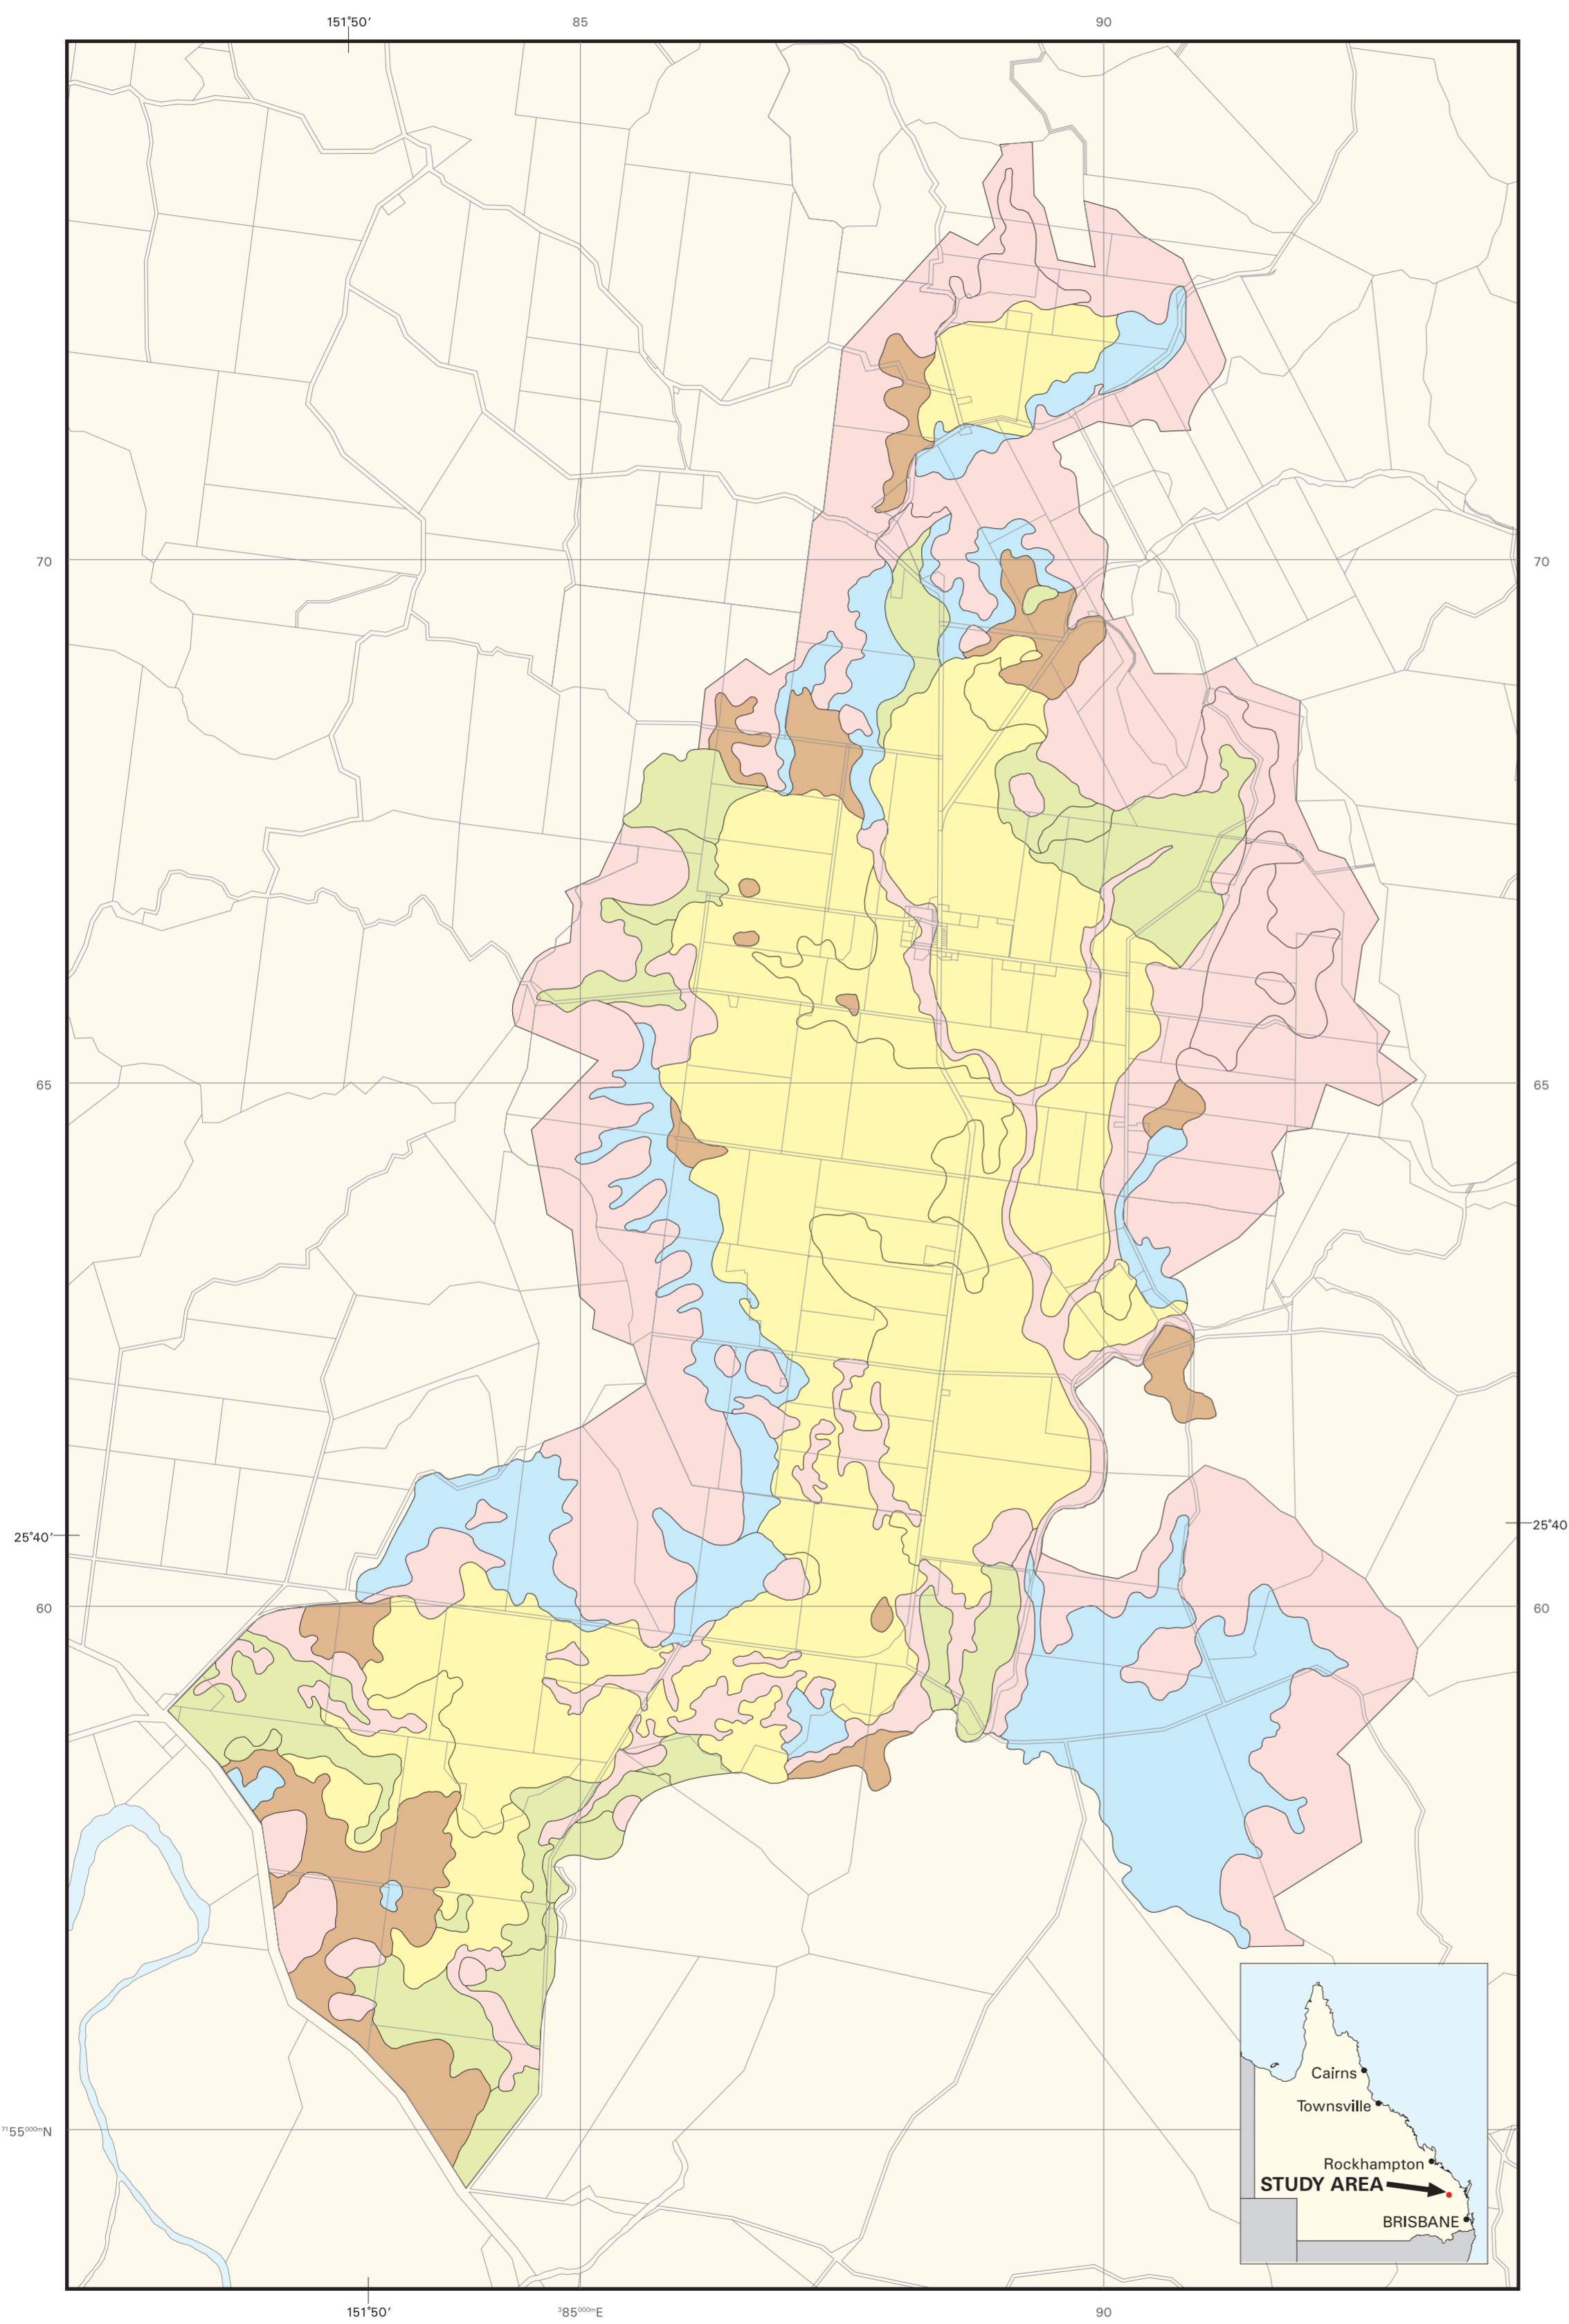 151°50' 85 90
70 70
65 65
25°40' 25°40
60 60
7155000mN
Cairns
Townsville
Rockhampton
STUDY AREA
BRISBANE
151°50' 385000mE 90